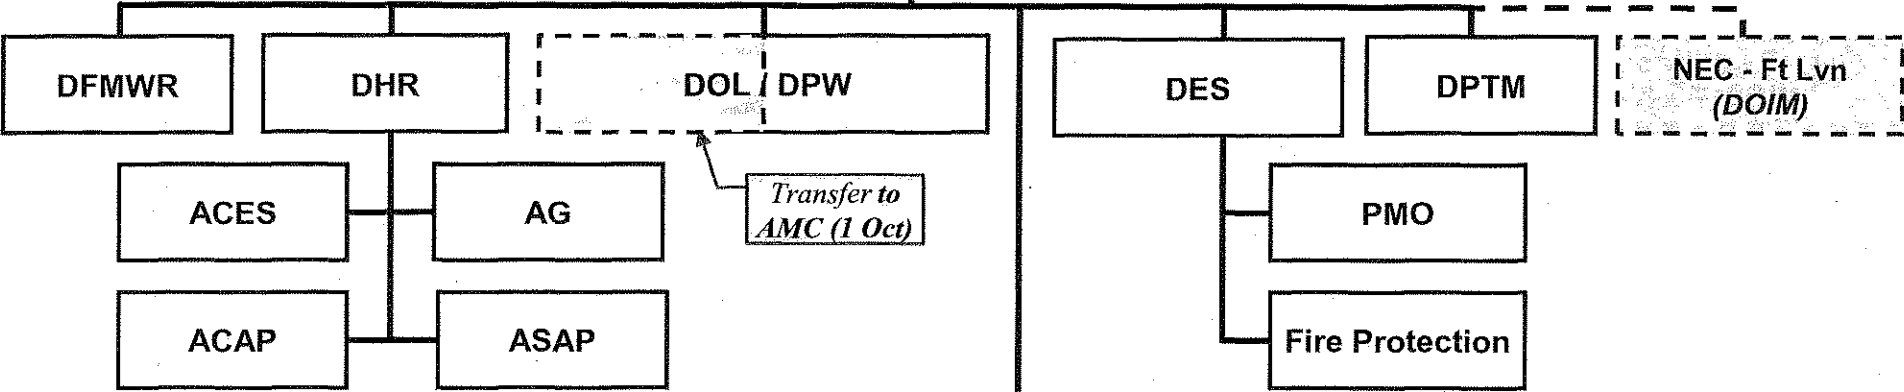 DFMWR
DHR
DOL / DPW
DES
DPTM
NEC - Ft Lvn
(DOIM)
ACES
AG
Transfer to
AMC (1 Oct)
PMO
ACAP
ASAP
Fire Protection